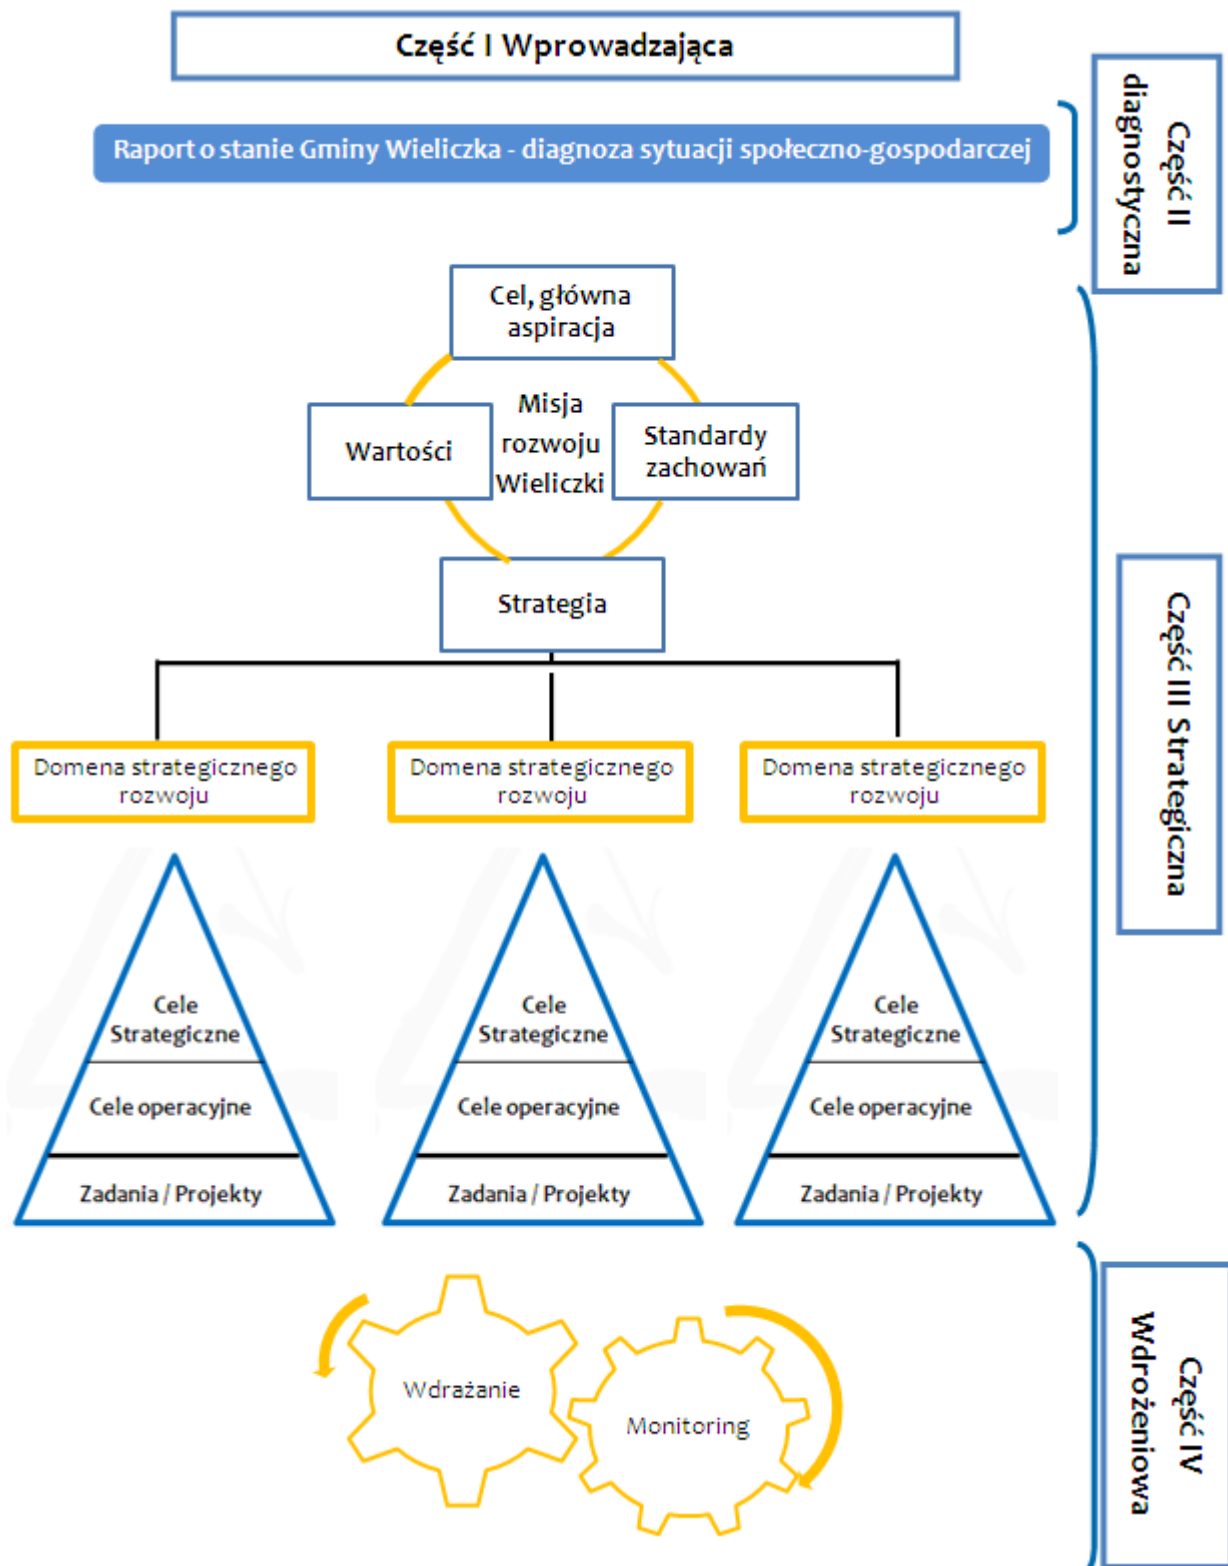 Część I Wprowadzająca
Część II
diagnostyczna
Raport o stanie Gminy Wieliczka - diagnoza sytuacji społeczno-gospodarczej
Cel, główna
aspiracja
Misja
rozwoju
Wieliczki
Wartości
Standardy
zachowań
Strategia
Część III Strategiczna
Domena strategicznego
rozwoju
Domena strategicznego
rozwoju
Domena strategicznego
rozwoju
Cele
Strategiczne
Cele operacyjne
Zadania / Projekty
Cele
Strategiczne
Cele operacyjne
Zadania / Projekty
Cele
Strategiczne
Cele operacyjne
Zadania / Projekty
Wdrażanie
Monitoring
Część IV
Wdrożeniowa